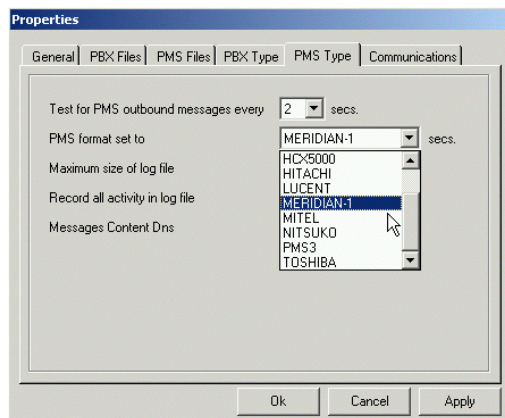 Properties
General PBX Files PMS Files PBX Type PMS Type Communications
Test for PMS outbound messages every 2 secs.
PMS format set to MERIDIAN-1 secs.
Maximum size of log file
Record all activity in log file
Messages Content Dns
HCX5000
HITACHI
LUCENT
MERIDIAN-1
MITEL
NITSUKO
PMS3
TOSHIBA
Ok Cancel Apply